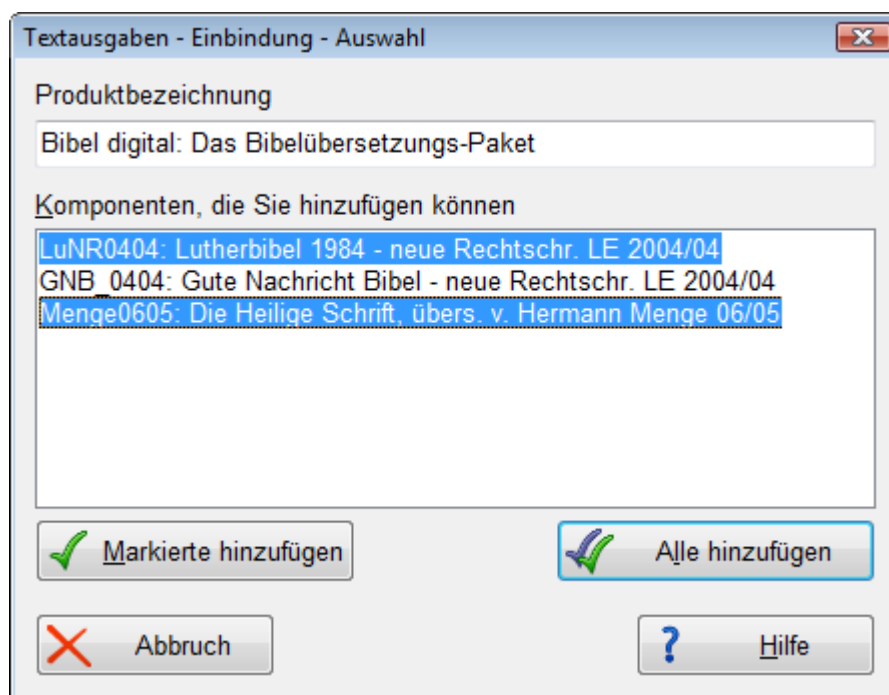 Textausgaben - Einbindung - Auswahl
Produktbezeichnung
Bibel digital: Das Bibelübersetzungs-Paket
Komponenten, die Sie hinzufügen können
LuNR0404: Lutherbibel 1984 - neue Rechtschr. LE 2004/04
GNB_0404: Gute Nachricht Bibel - neue Rechtschr. LE 2004/04
Menge0605: Die Heilige Schrift, übers. v. Hermann Menge 06/05
Markierte hinzufügen
Alle hinzufügen
Abbruch
Hilfe